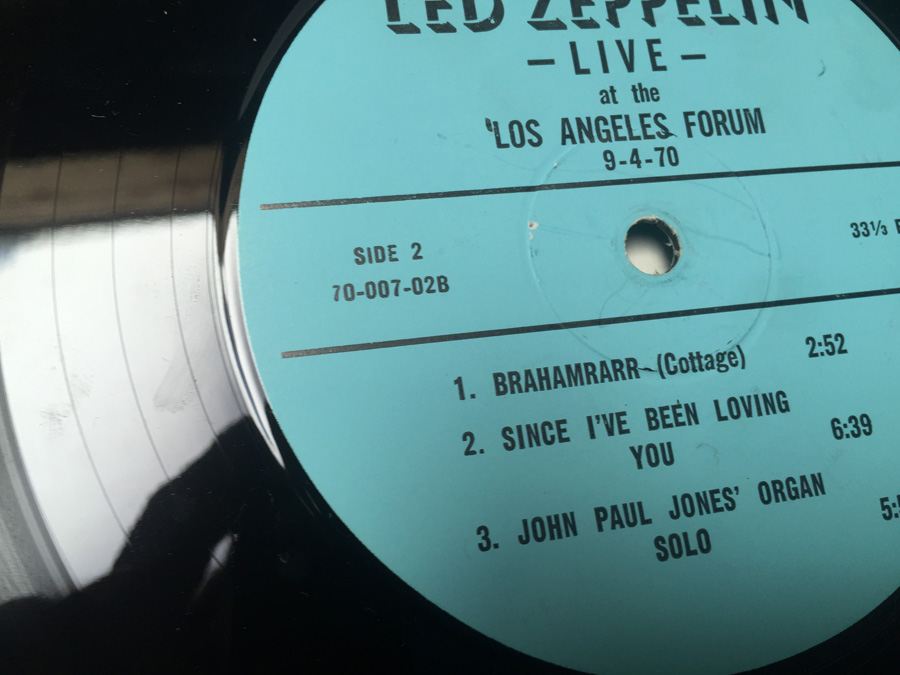 LED ZEPPELIN
– LIVE –
at the
'LOS ANGELES FORUM
9-4-70
SIDE 2
33⅓
70-007-02B
1. BRAHAMRARR (Cottage) 2:52
2. SINCE I'VE BEEN LOVING
YOU 6:39
3. JOHN PAUL JONES' ORGAN
SOLO